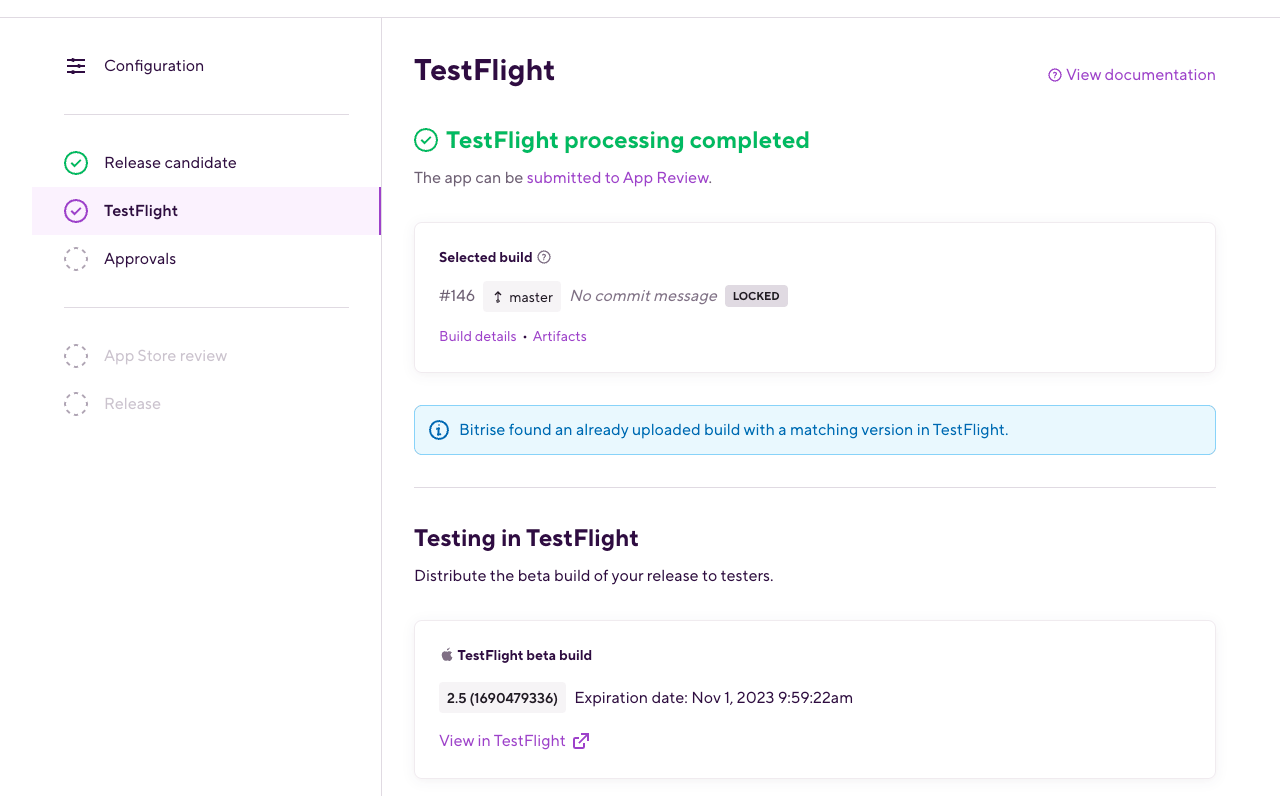 Configuration
Release candidate
TestFlight
Approvals
App Store review
Release
TestFlight
View documentation
TestFlight processing completed
The app can be submitted to App Review.
Selected build
#146 master No commit message LOCKED
Build details • Artifacts
Bitrise found an already uploaded build with a matching version in TestFlight.
Testing in TestFlight
Distribute the beta build of your release to testers.
TestFlight beta build
2.5 (1690479336) Expiration date: Nov 1, 2023 9:59:22am
View in TestFlight